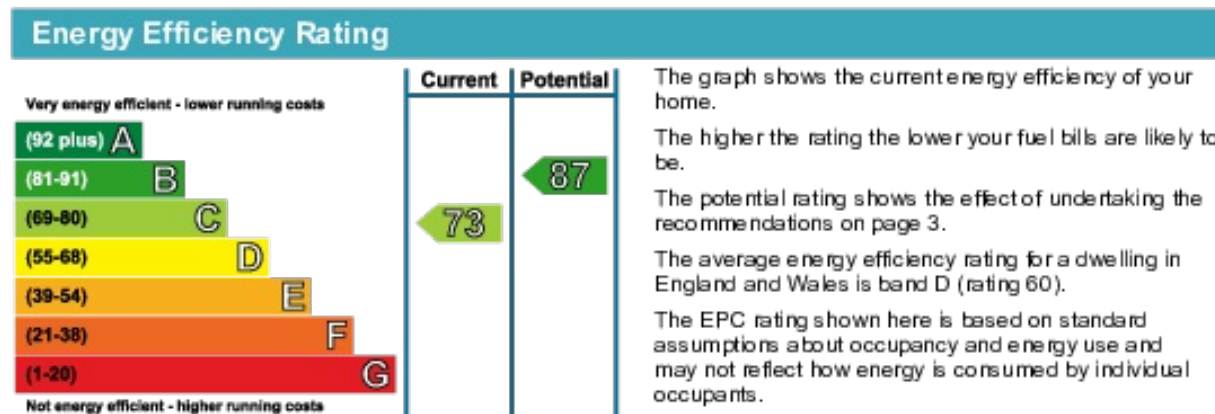 Energy Efficiency Rating
Current
Potential
Very energy efficient - lower running costs
(92 plus) A
(81-91) B
(69-80) C
(55-68) D
(39-54) E
(21-38) F
(1-20) G
Not energy efficient - higher running costs
73
87
The graph shows the current energy efficiency of your
home.
The higher the rating the lower your fuel bills are likely to
be.
The potential rating shows the effect of undertaking the
recommendations on page 3.
The average energy efficiency rating for a dwelling in
England and Wales is band D (rating 60).
The EPC rating shown here is based on standard
assumptions about occupancy and energy use and
may not reflect how energy is consumed by individual
occupants.